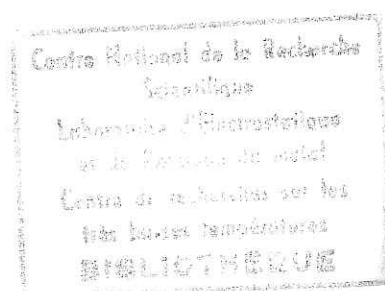 Centre National de la Recherche
Scientifique
Laboratoire d'Electrostatique
et de Physique du métal
Centre de recherches sur les
très basses températures
BIBLIOTHEQUE